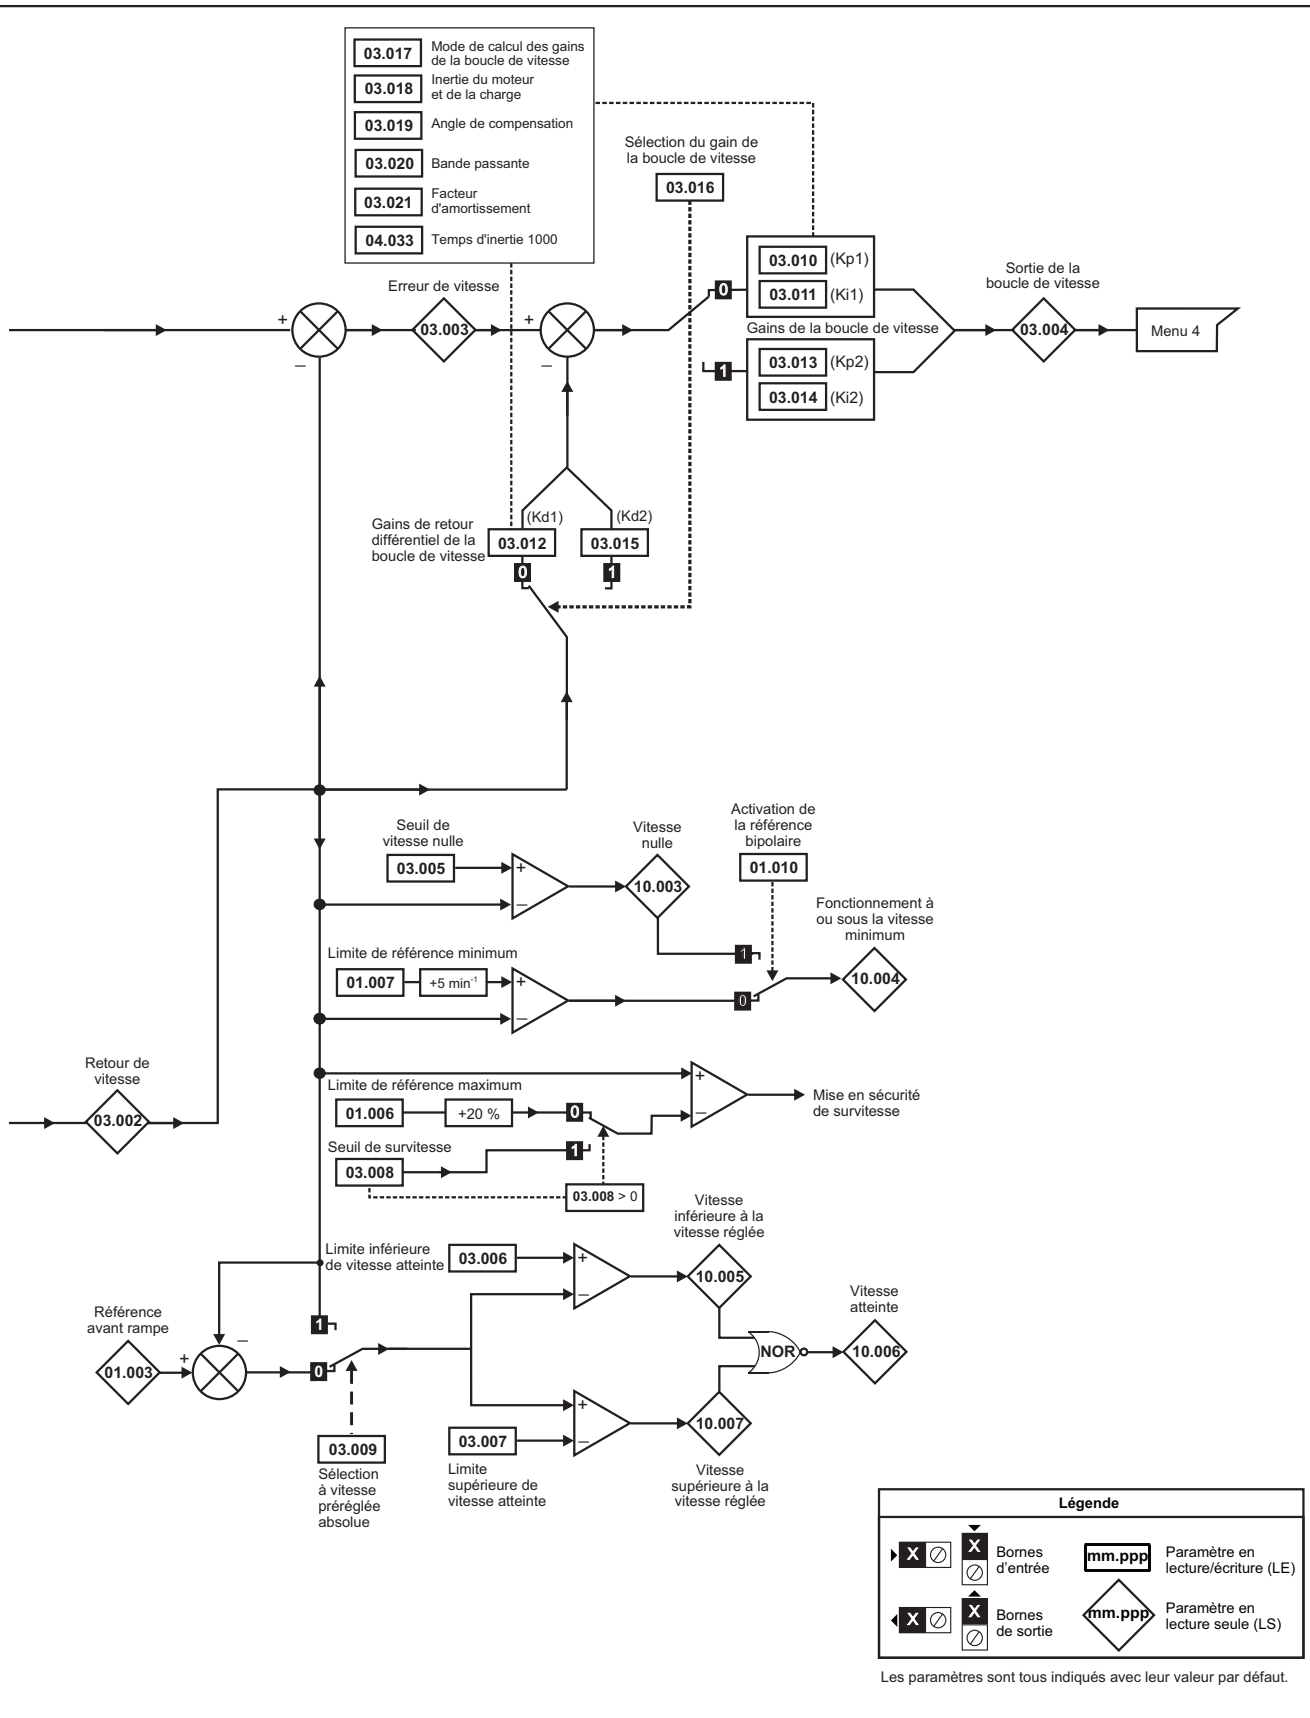 03.017 Mode de calcul des gains
de la boucle de vitesse
03.018 Inertie du moteur
et de la charge
03.019 Angle de compensation
03.020 Bande passante
03.021 Facteur
d'amortissement
04.033 Temps d'inertie 1000
Sélection du gain de
la boucle de vitesse
03.016
Erreur de vitesse
+
–
03.003
+
–
0
03.010 (Kp1)
03.011 (Ki1)
Gains de la boucle de vitesse
1
03.013 (Kp2)
03.014 (Ki2)
Sortie de la
boucle de vitesse
03.004
Menu 4
Gains de retour
différentiel de la
boucle de vitesse
(Kd1)
03.012
0
(Kd2)
03.015
1
Seuil de
vitesse nulle
03.005
+
–
Vitesse
nulle
10.003
Activation de
la référence
bipolaire
01.010
1
Fonctionnement à
ou sous la vitesse
minimum
10.004
Limite de référence minimum
01.007
+5 min-1
+
–
0
Retour de
vitesse
03.002
Limite de référence maximum
01.006
+20 %
0
+
–
Mise en sécurité
de survitesse
Seuil de survitesse
03.008
1
03.008 > 0
Limite inférieure
de vitesse atteinte
03.006
+
–
Vitesse
inférieure à la
vitesse réglée
10.005
Référence
avant rampe
01.003
+
–
1
0
NOR
Vitesse
atteinte
10.006
03.009
Sélection
à vitesse
préréglée
absolue
03.007
Limite
supérieure de
vitesse atteinte
+
–
10.007
Vitesse
supérieure à la
vitesse réglée
Légende
X X Bornes
d'entrée
mm.ppp Paramètre en
lecture/écriture (LE)
X X Bornes
de sortie
mm.ppp Paramètre en
lecture seule (LS)
Les paramètres sont tous indiqués avec leur valeur par défaut.